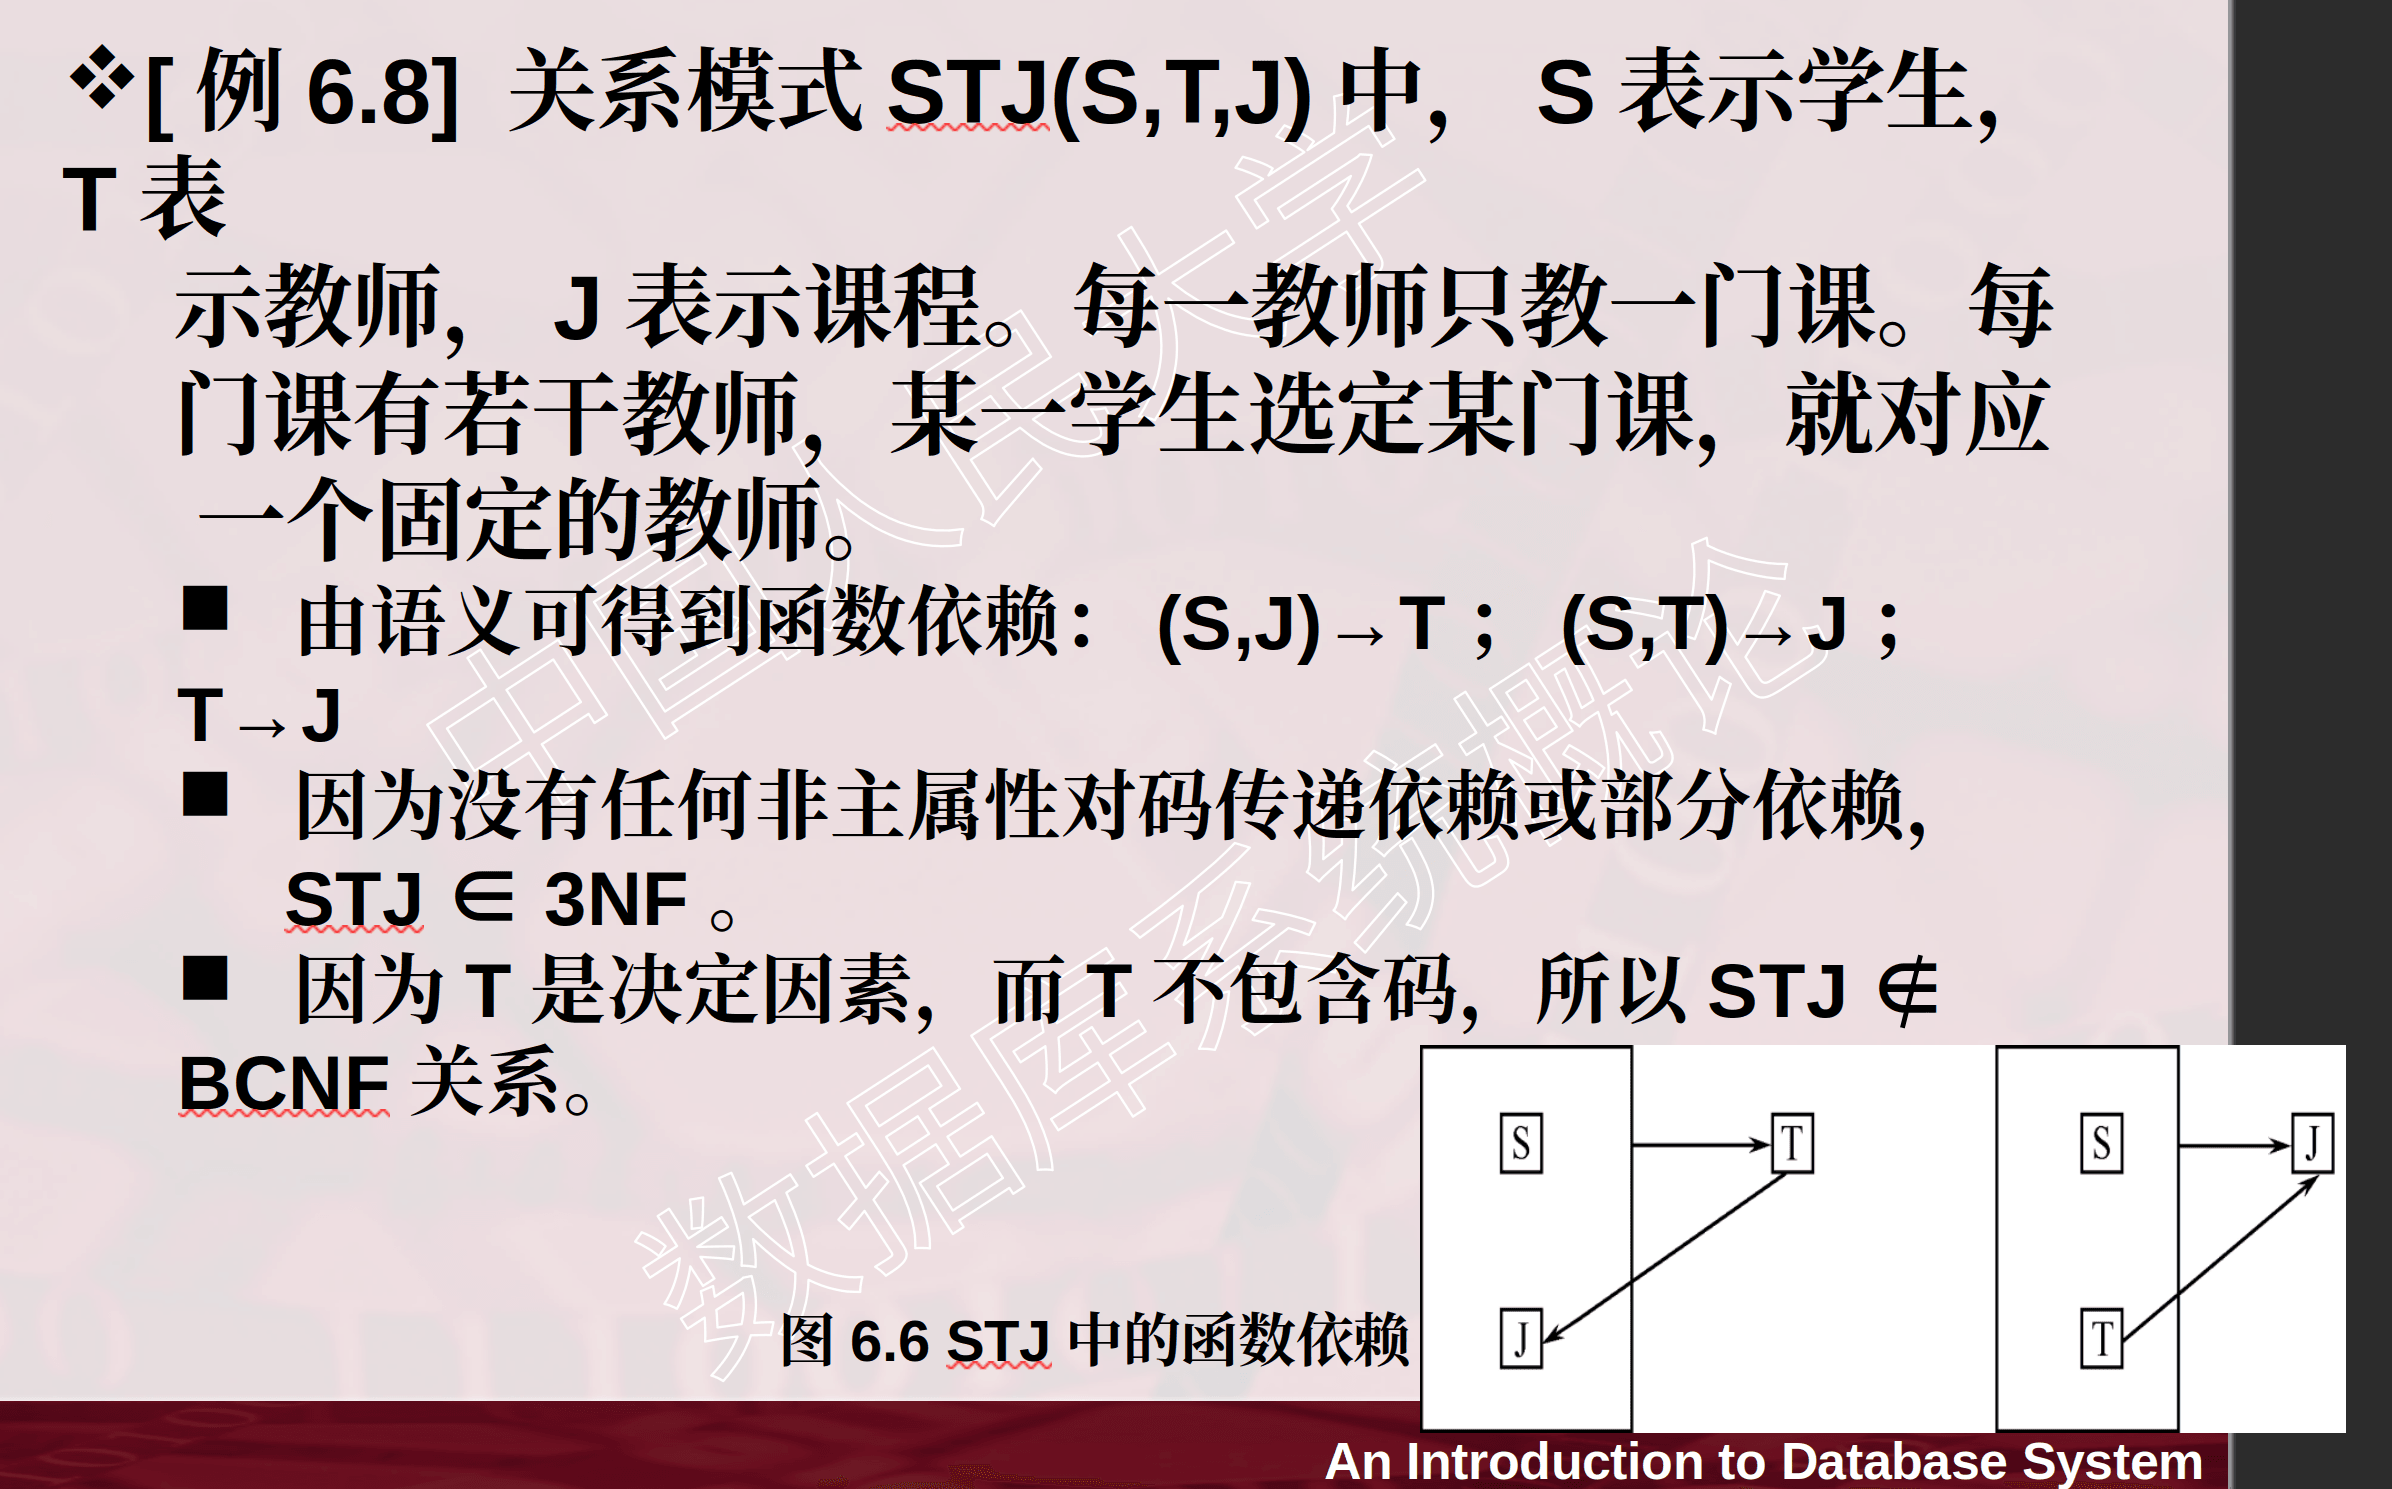 ❖[ 例 6.8] 关系模式 STJ(S,T,J) 中， S 表示学生，
T 表
示教师， J 表示课程。每一教师只教一门课。每
门课有若干教师，某一学生选定某门课，就对应
一个固定的教师。
■ 由语义可得到函数依赖： (S,J)→T ； (S,T)→J ；
T→J
■ 因为没有任何非主属性对码传递依赖或部分依赖，
STJ ∈ 3NF 。
■ 因为 T 是决定因素，而 T 不包含码，所以 STJ ∉
BCNF 关系。
S
T
J
S
J
T
图 6.6 STJ 中的函数依赖
An Introduction to Database System
中国人民大学
数据库系统概论